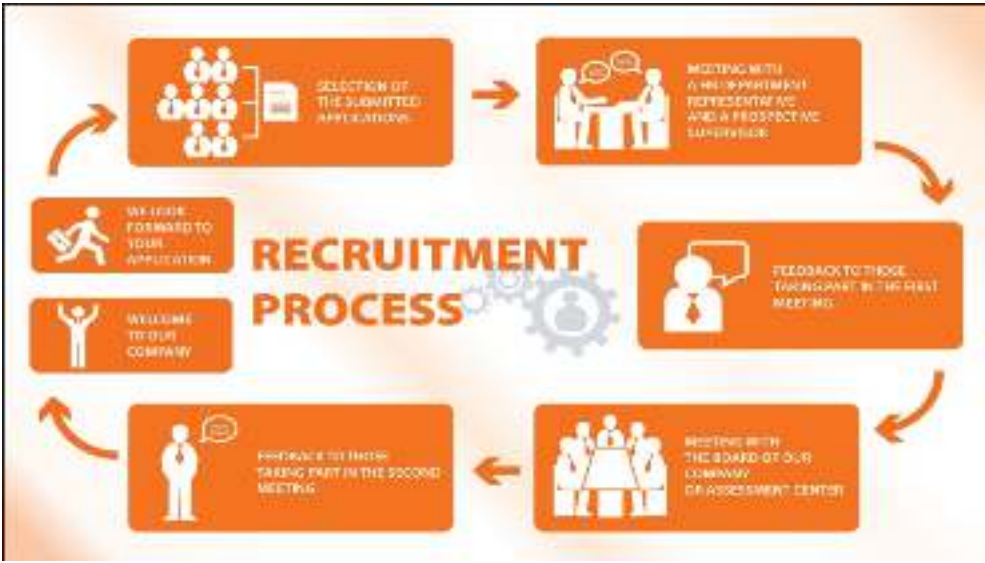 SELECTION OF
THE SUBMITTED
APPLICATIONS
MEETING WITH
A HR DEPARTMENT
REPRESENTATIVE
AND A PROSPECTIVE
SUPERVISOR
WE LOOK
FORWARD TO
YOUR
APPLICATION
RECRUITMENT
PROCESS
FEEDBACK TO THOSE
TAKING PART IN THE FIRST
MEETING
WELCOME
TO OUR
COMPANY
FEEDBACK TO THOSE
TAKING PART IN THE SECOND
MEETING
MEETING WITH
THE BOARD OF OUR
COMPANY
OR ASSESSMENT CENTER